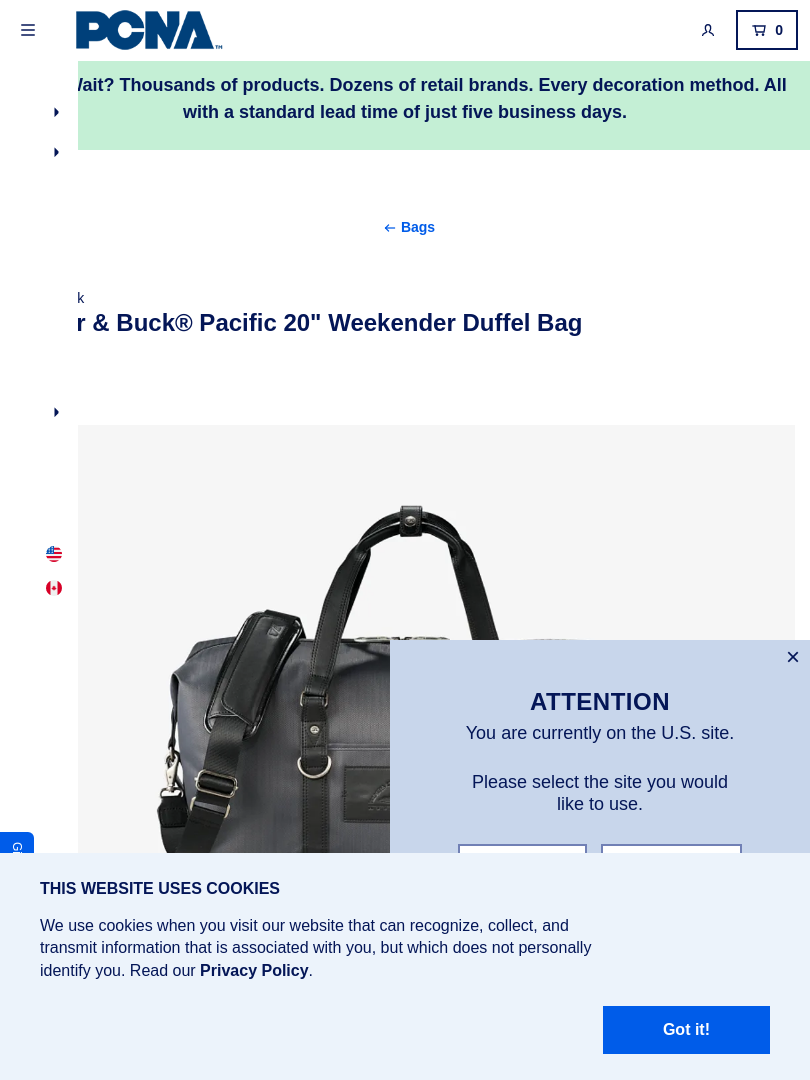 PCNA™
0
Wait? Thousands of products. Dozens of retail brands. Every decoration method. All
with a standard lead time of just five business days.
Bags
k
r & Buck® Pacific 20" Weekender Duffel Bag
ATTENTION
You are currently on the U.S. site.
Please select the site you would
like to use.
THIS WEBSITE USES COOKIES
We use cookies when you visit our website that can recognize, collect, and
transmit information that is associated with you, but which does not personally
identify you. Read our Privacy Policy.
Got it!